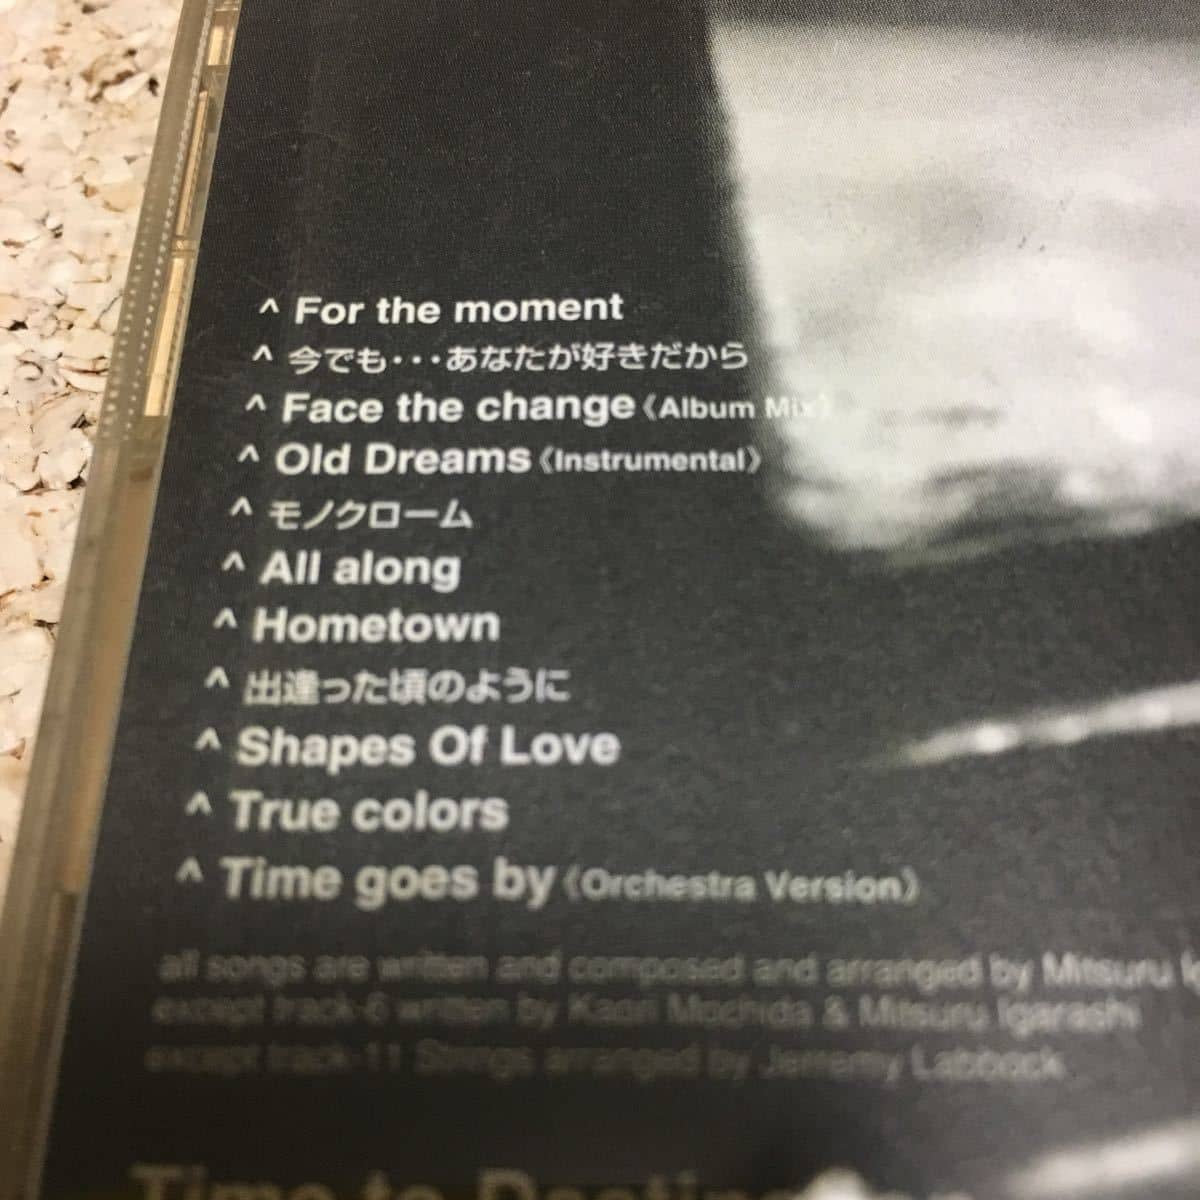 ^ For the moment
^ 今でも・・・あなたが好きだから
^ Face the change《Album Mix》
^ Old Dreams《Instrumental》
^ モノクローム
^ All along
^ Hometown
^ 出逢った頃のように
^ Shapes Of Love
^ True colors
^ Time goes by《Orchestra Version》
all songs are written and composed and arranged by Mitsuru
except track-6 written by Kaori Mochida & Mitsuru Igarashi
except track-11 Strings arranged by Jerremy Labbock
Time to